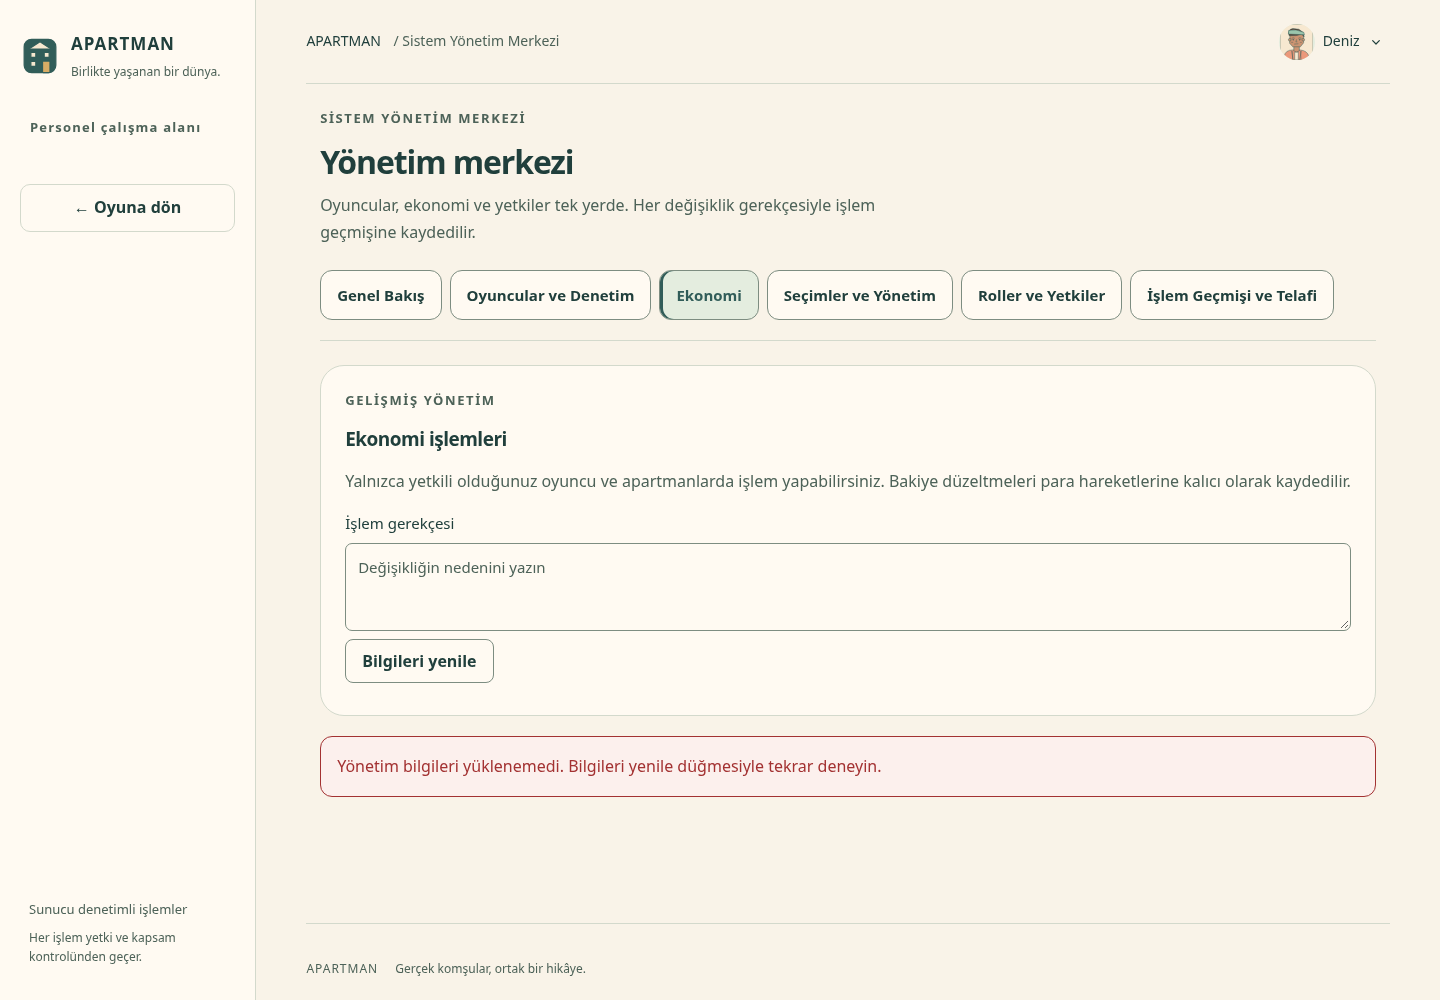 APARTMAN
Birlikte yaşanan bir dünya.
Personel çalışma alanı
← Oyuna dön
Sunucu denetimli işlemler
Her işlem yetki ve kapsam
kontrolünden geçer.
APARTMAN / Sistem Yönetim Merkezi
Deniz
SİSTEM YÖNETİM MERKEZİ
Yönetim merkezi
Oyuncular, ekonomi ve yetkiler tek yerde. Her değişiklik gerekçesiyle işlem
geçmişine kaydedilir.
Genel Bakış
Oyuncular ve Denetim
Ekonomi
Seçimler ve Yönetim
Roller ve Yetkiler
İşlem Geçmişi ve Telafi
GELİŞMİŞ YÖNETİM
Ekonomi işlemleri
Yalnızca yetkili olduğunuz oyuncu ve apartmanlarda işlem yapabilirsiniz. Bakiye düzeltmeleri para hareketlerine kalıcı olarak kaydedilir.
İşlem gerekçesi
Değişikliğin nedenini yazın
Bilgileri yenile
Yönetim bilgileri yüklenemedi. Bilgileri yenile düğmesiyle tekrar deneyin.
APARTMAN Gerçek komşular, ortak bir hikâye.